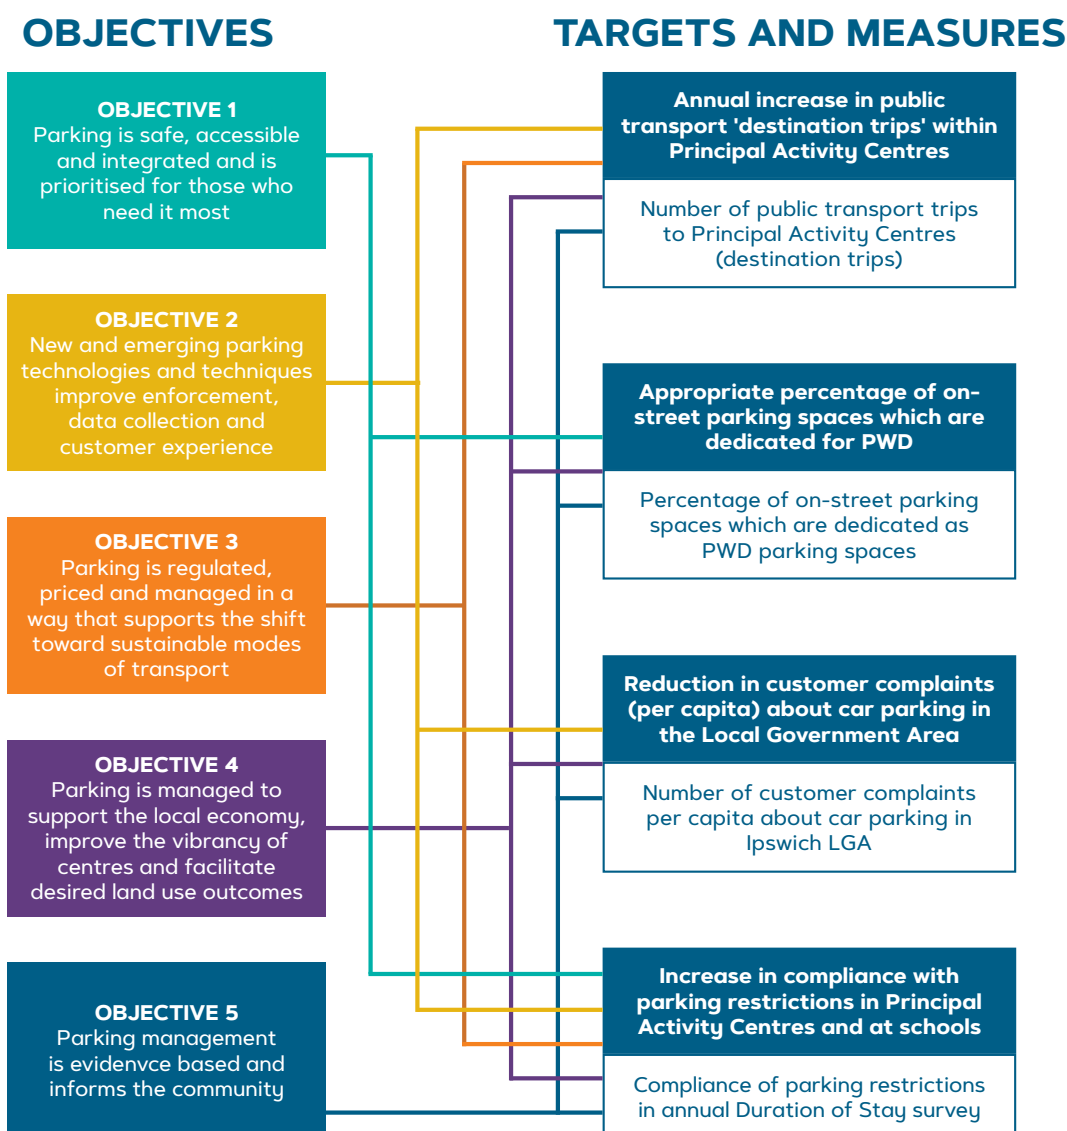 OBJECTIVES
OBJECTIVE 1
Parking is safe, accessible
and integrated and is
prioritised for those who
need it most
OBJECTIVE 2
New and emerging parking
technologies and techniques
improve enforcement,
data collection and
customer experience
OBJECTIVE 3
Parking is regulated,
priced and managed in a
way that supports the shift
toward sustainable modes
of transport
OBJECTIVE 4
Parking is managed to
support the local economy,
improve the vibrancy of
centres and facilitate
desired land use outcomes
OBJECTIVE 5
Parking management
is evidenvce based and
informs the community
TARGETS AND MEASURES
Annual increase in public
transport 'destination trips' within
Principal Activity Centres
Number of public transport trips
to Principal Activity Centres
(destination trips)
Appropriate percentage of on-
street parking spaces which are
dedicated for PWD
Percentage of on-street parking
spaces which are dedicated as
PWD parking spaces
Reduction in customer complaints
(per capita) about car parking in
the Local Government Area
Number of customer complaints
per capita about car parking in
Ipswich LGA
Increase in compliance with
parking restrictions in Principal
Activity Centres and at schools
Compliance of parking restrictions
in annual Duration of Stay survey